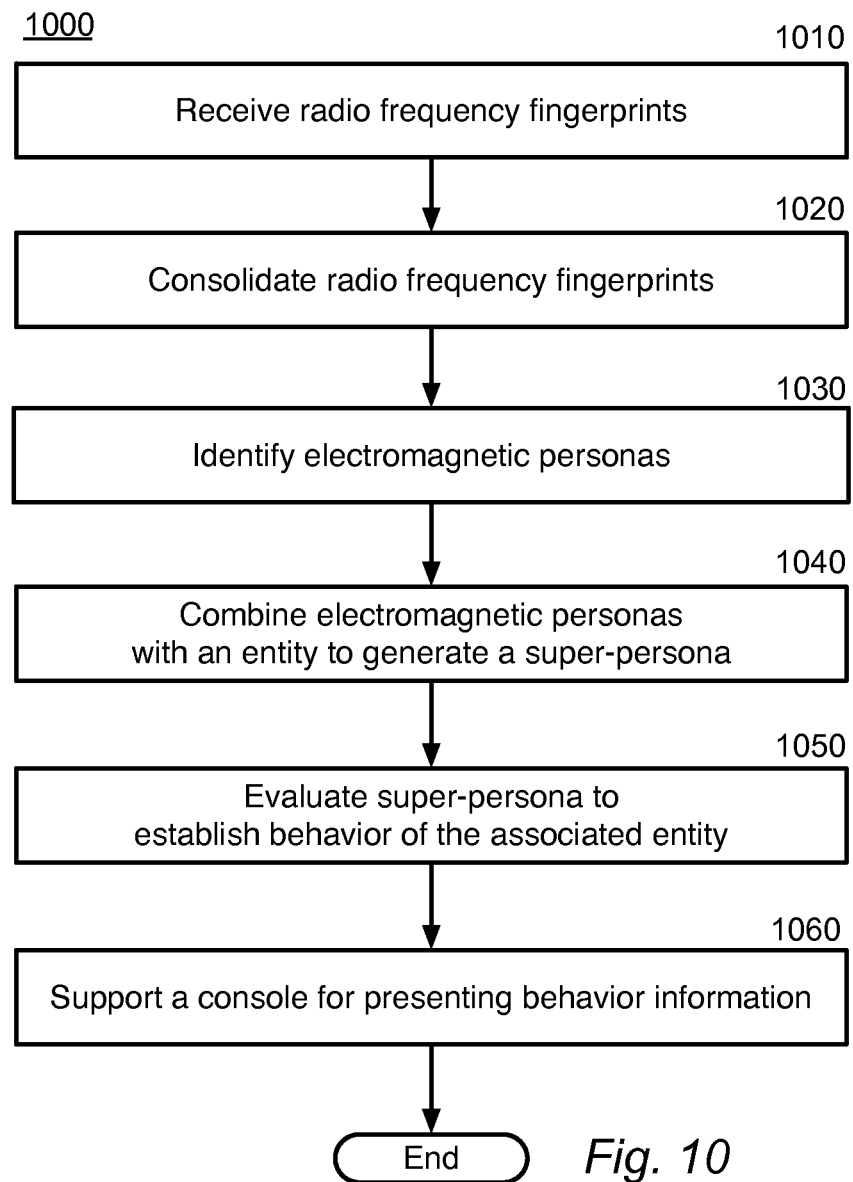 1000
1010
Receive radio frequency fingerprints
1020
Consolidate radio frequency fingerprints
1030
Identify electromagnetic personas
1040
Combine electromagnetic personas
with an entity to generate a super-persona
1050
Evaluate super-persona to
establish behavior of the associated entity
1060
Support a console for presenting behavior information
End
Fig. 10